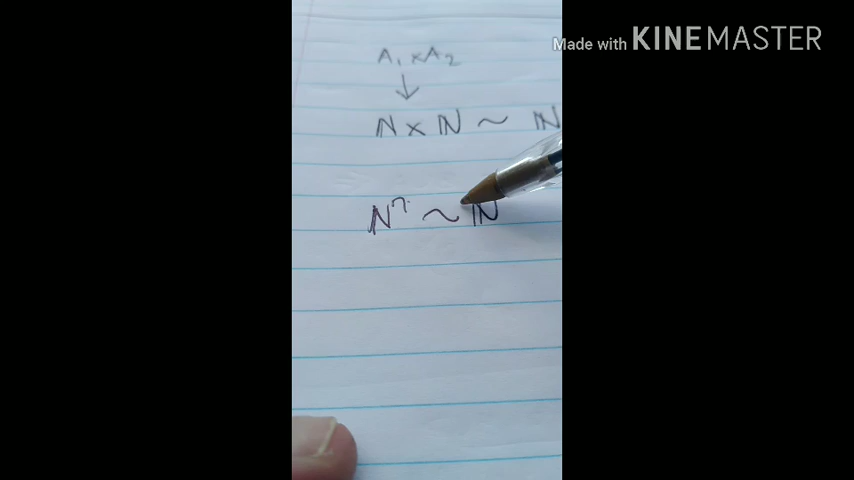 Made with KINEMASTER
A₁ × A₂
↓
ℕ × ℕ ~ ℕ
ℕ⁷ ~ ℕ